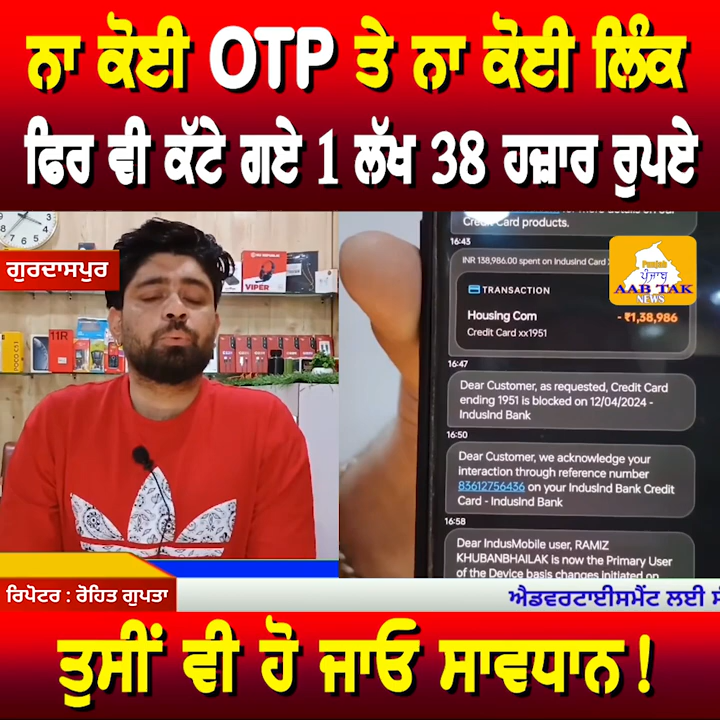 ਨਾ ਕੋਈ OTP ਤੇ ਨਾ ਕੋਈ ਲਿੰਕ
ਫਿਰ ਵੀ ਕੱਟੇ ਗਏ 1 ਲੱਖ 38 ਹਜ਼ਾਰ ਰੁਪਏ
ਗੁਰਦਾਸਪੁਰ
VIPER
11R
POCO C51
Credit Card products.
16:43
INR 138,986.00 spent on IndusInd Card
TRANSACTION
Housing Com
- ₹1,38,986
Credit Card xx1951
16:47
Dear Customer, as requested, Credit Card
ending 1951 is blocked on 12/04/2024 -
IndusInd Bank
16:50
Dear Customer, we acknowledge your
interaction through reference number
83612756436 on your IndusInd Bank Credit
Card - IndusInd Bank
16:58
Dear IndusMobile user, RAMIZ
KHUBANBHAILAK is now the Primary User
of the Device basis changes initiated on
Punjab
ਪੰਜਾਬ
AAB TAK
NEWS
ਰਿਪੋਟਰ : ਰੋਹਿਤ ਗੁਪਤਾ
ਐਡਵਰਟਾਈਸਮੈਂਟ ਲਈ
ਤੁਸੀਂ ਵੀ ਹੋ ਜਾਓ ਸਾਵਧਾਨ !